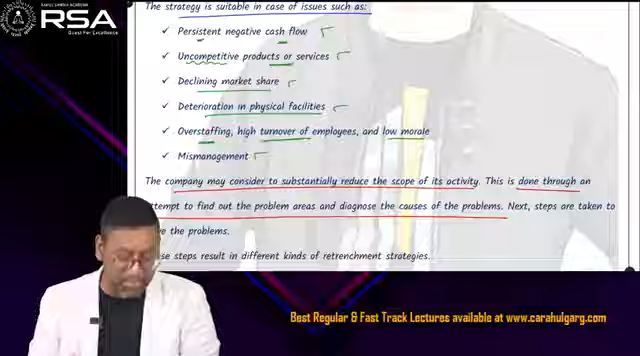 RAHUL GARG'S ACADEMY
RSA
Quest For Excellence
The strategy is suitable in case of issues such as:
✓ Persistent negative cash flow
✓ Uncompetitive products or services
✓ Declining market share
✓ Deterioration in physical facilities
✓ Overstaffing, high turnover of employees, and low morale
✓ Mismanagement
The company may consider to substantially reduce the scope of its activity. This is done through an
attempt to find out the problem areas and diagnose the causes of the problems. Next, steps are taken to
the problems.
steps result in different kinds of retrenchment strategies.
Best Regular & Fast Track Lectures available at www.carahulgarg.com